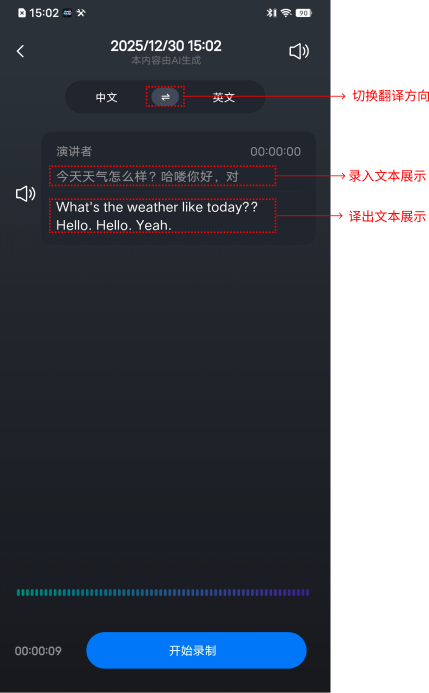 15:02
90
2025/12/30 15:02
本内容由AI生成
中文
英文
切换翻译方向
演讲者
00:00:00
今天天气怎么样？哈喽你好，对
录入文本展示
What's the weather like today??
Hello. Hello. Yeah.
译出文本展示
00:00:09
开始录制